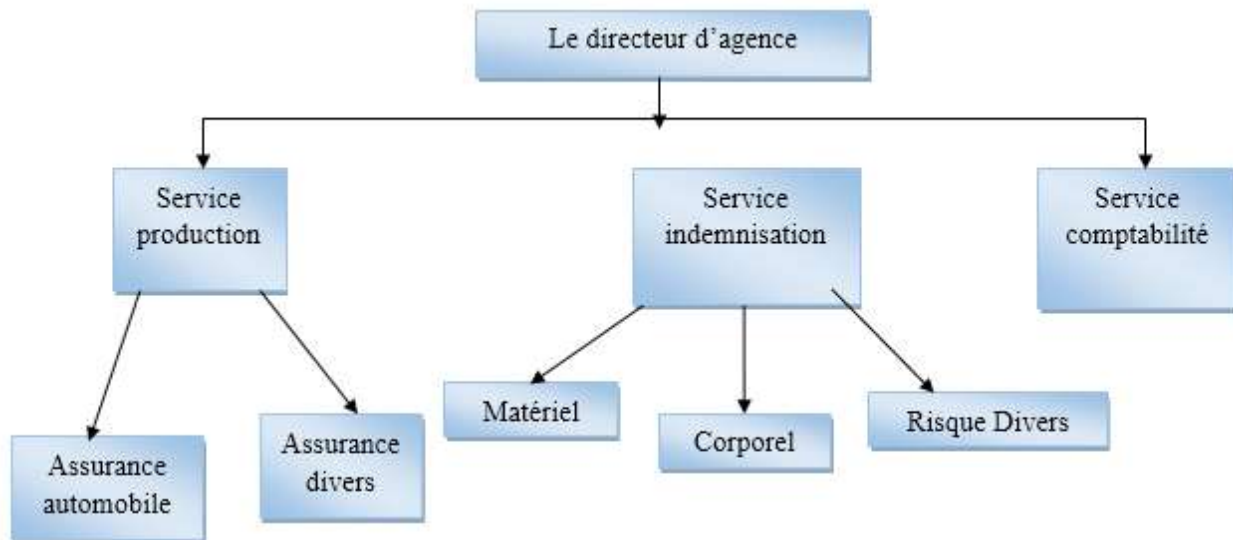 Le directeur d’agence
Service
production
Service
indemnisation
Service
comptabilité
Matériel
Corporel
Risque Divers
Assurance
automobile
Assurance
divers